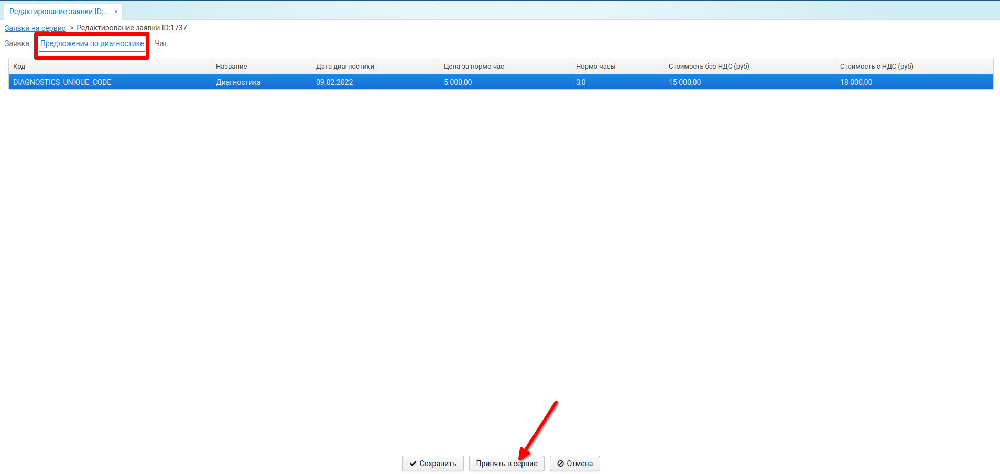 Редактирование заявки ID:... ×
Заявки на сервис > Редактирование заявки ID:1737
Заявка Предложения по диагностике Чат
Код Название Дата диагностики Цена за нормо-час Нормо-часы Стоимость без НДС (руб) Стоимость с НДС (руб)
DIAGNOSTICS_UNIQUE_CODE Диагностика 09.02.2022 5 000,00 3,0 15 000,00 18 000,00
Сохранить Принять в сервис Отмена